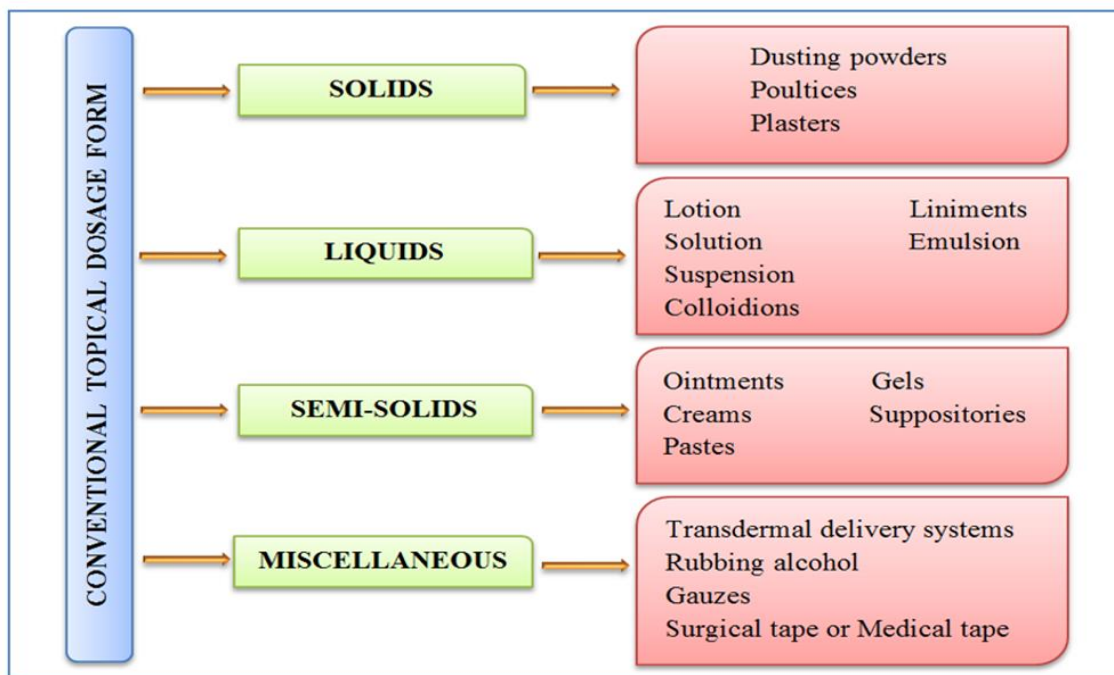 CONVENTIONAL TOPICAL DOSAGE FORM
SOLIDS
Dusting powders
Poultices
Plasters
LIQUIDS
Lotion Liniments
Solution Emulsion
Suspension
Colloidions
SEMI-SOLIDS
Ointments Gels
Creams Suppositories
Pastes
MISCELLANEOUS
Transdermal delivery systems
Rubbing alcohol
Gauzes
Surgical tape or Medical tape